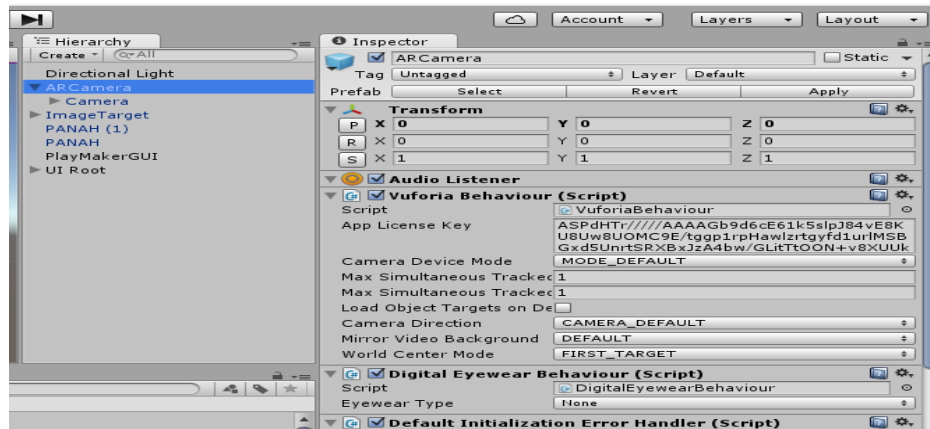 Account Layers Layout
Hierarchy
Create All
Directional Light
ARCamera
Camera
ImageTarget
PANAH (1)
PANAH
PlayMakerGUI
UI Root
Inspector
ARCamera Static
Tag Untagged Layer Default
Prefab Select Revert Apply
Transform
P X 0 Y 0 Z 0
R X 0 Y 0 Z 0
S X 1 Y 1 Z 1
Audio Listener
Vuforia Behaviour (Script)
Script VuforiaBehaviour
App License Key ASPdHTr/////AAAAGb9d6cE61k5slpJ84vE8K
U8Uw8UOMC9E/tggp1rpHawlzrtgyfd1urlMSB
Gxd5UnrtSRXBxJzA4bw/GLitTtOON+v8XUUk
Camera Device Mode MODE_DEFAULT
Max Simultaneous Tracked 1
Max Simultaneous Tracked 1
Load Object Targets on De
Camera Direction CAMERA_DEFAULT
Mirror Video Background DEFAULT
World Center Mode FIRST_TARGET
Digital Eyewear Behaviour (Script)
Script DigitalEyewearBehaviour
Eyewear Type None
Default Initialization Error Handler (Script)